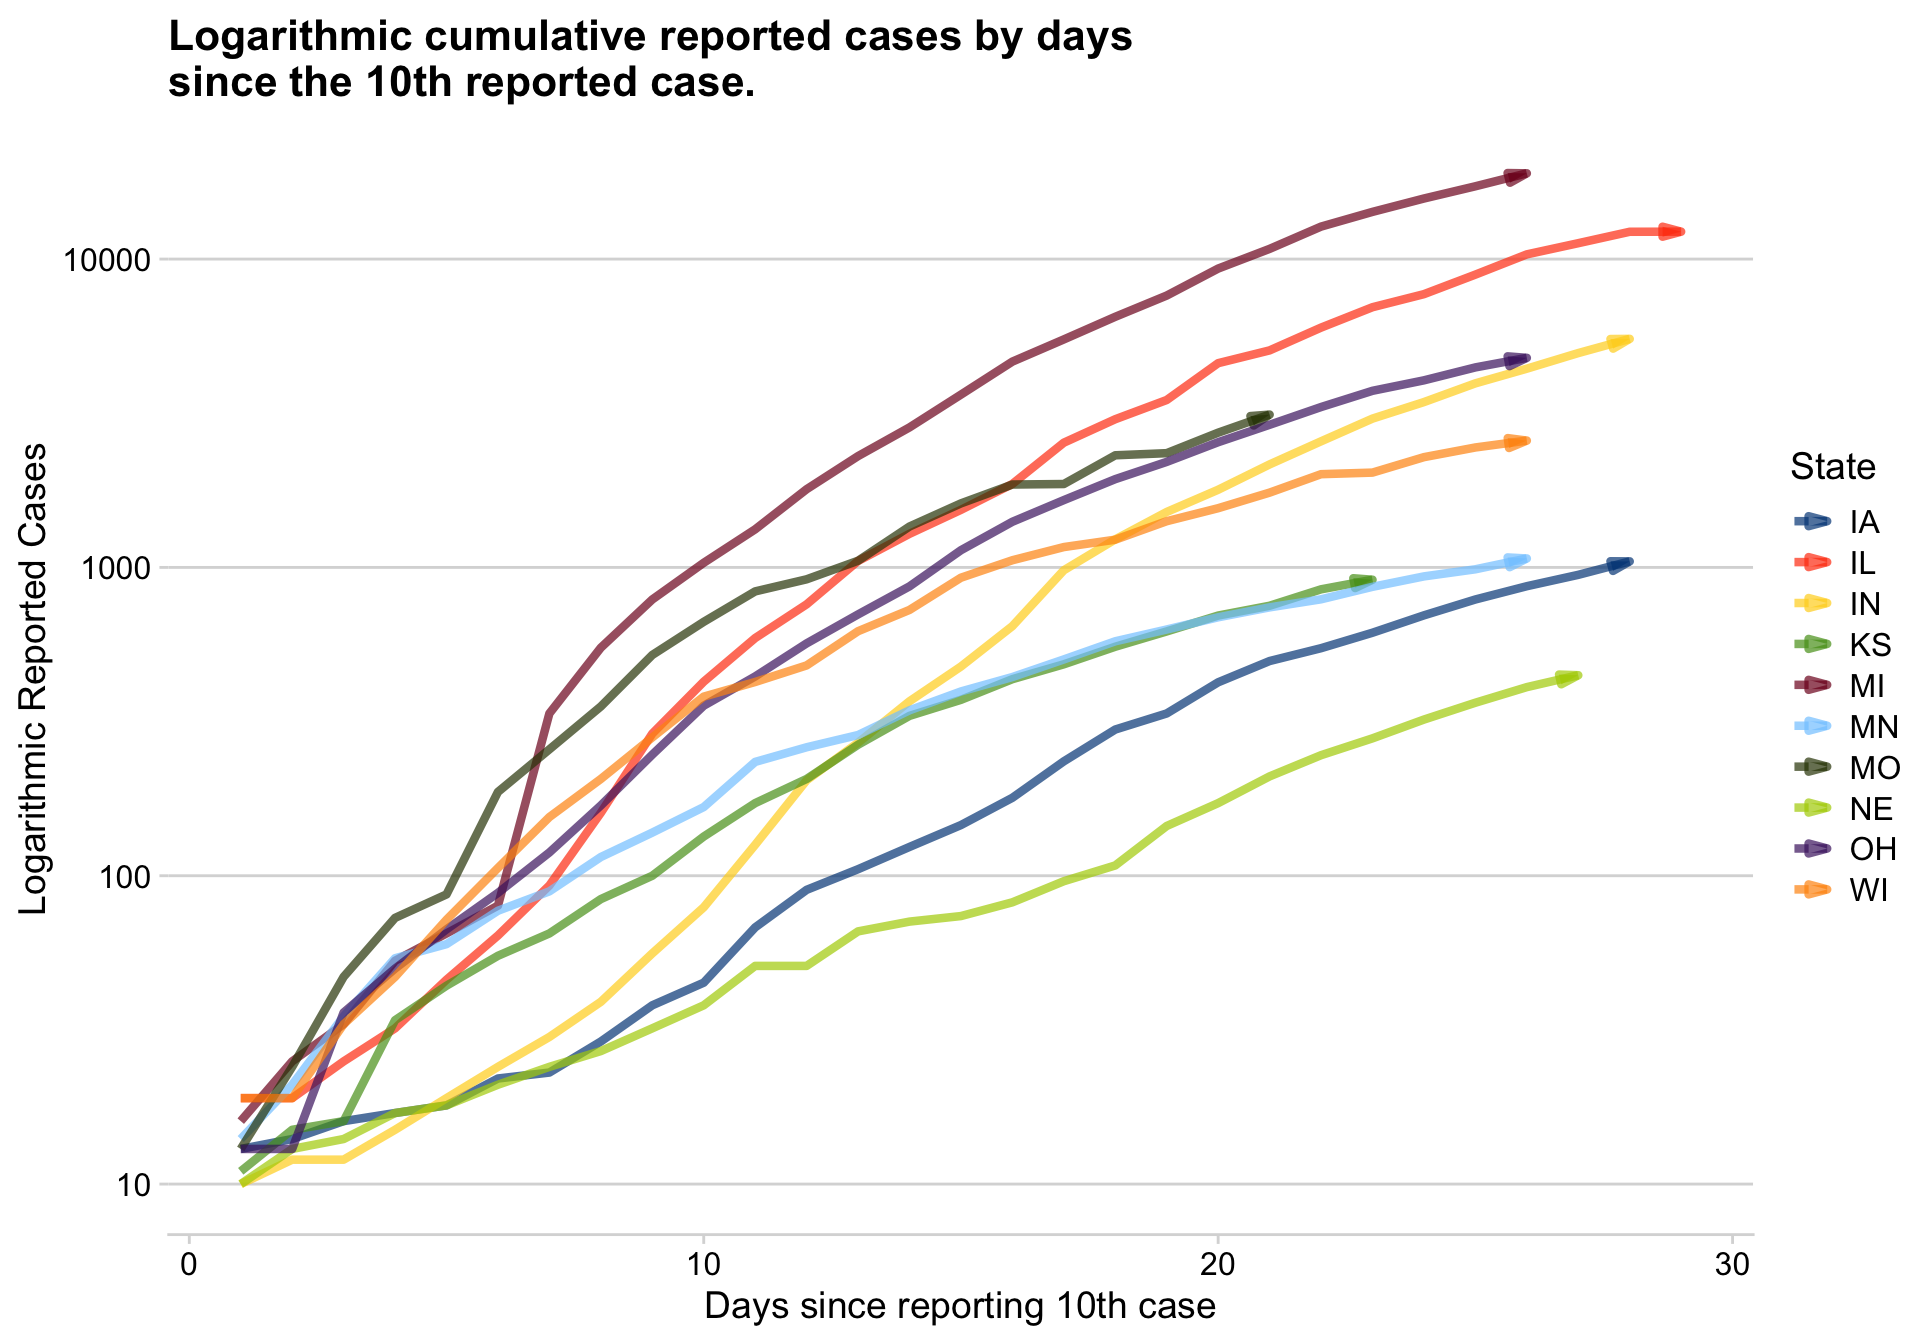 Logarithmic cumulative reported cases by days
since the 10th reported case.
Logarithmic Reported Cases
10000
1000
100
10
0
10
20
30
Days since reporting 10th case
State
IA
IL
IN
KS
MI
MN
MO
NE
OH
WI